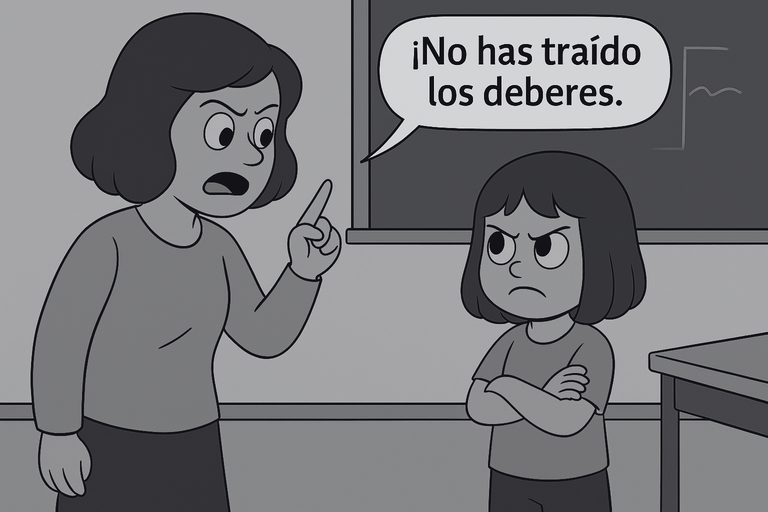 ¡No has traído
los deberes.